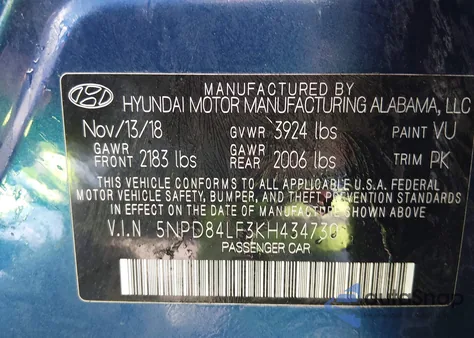 MANUFACTURED BY
HYUNDAI MOTOR MANUFACTURING ALABAMA, LLC
Nov/13/18 GVWR 3924 lbs PAINT VU
GAWR FRONT 2183 lbs GAWR REAR 2006 lbs TRIM PK
THIS VEHICLE CONFORMS TO ALL APPLICABLE U.S.A. FEDERAL
MOTOR VEHICLE SAFETY, BUMPER, AND THEFT PREVENTION STANDARDS
IN EFFECT ON THE DATE OF MANUFACTURE SHOWN ABOVE
V.I.N 5NPD84LF3KH434730
PASSENGER CAR
autoSnap